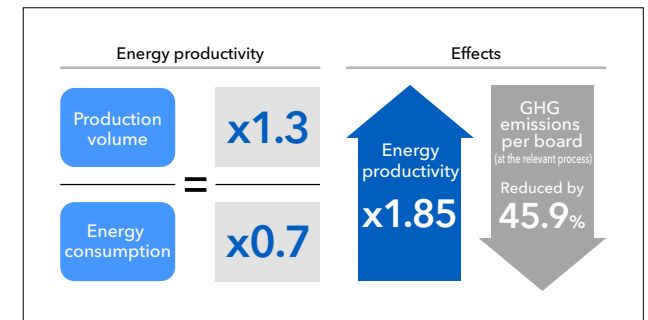 Energy productivity
Effects
Production
volume
x1.3
=
Energy
consumption
x0.7
Energy
productivity
x1.85
GHG
emissions
per board
(at the relevant process)
Reduced by
45.9%